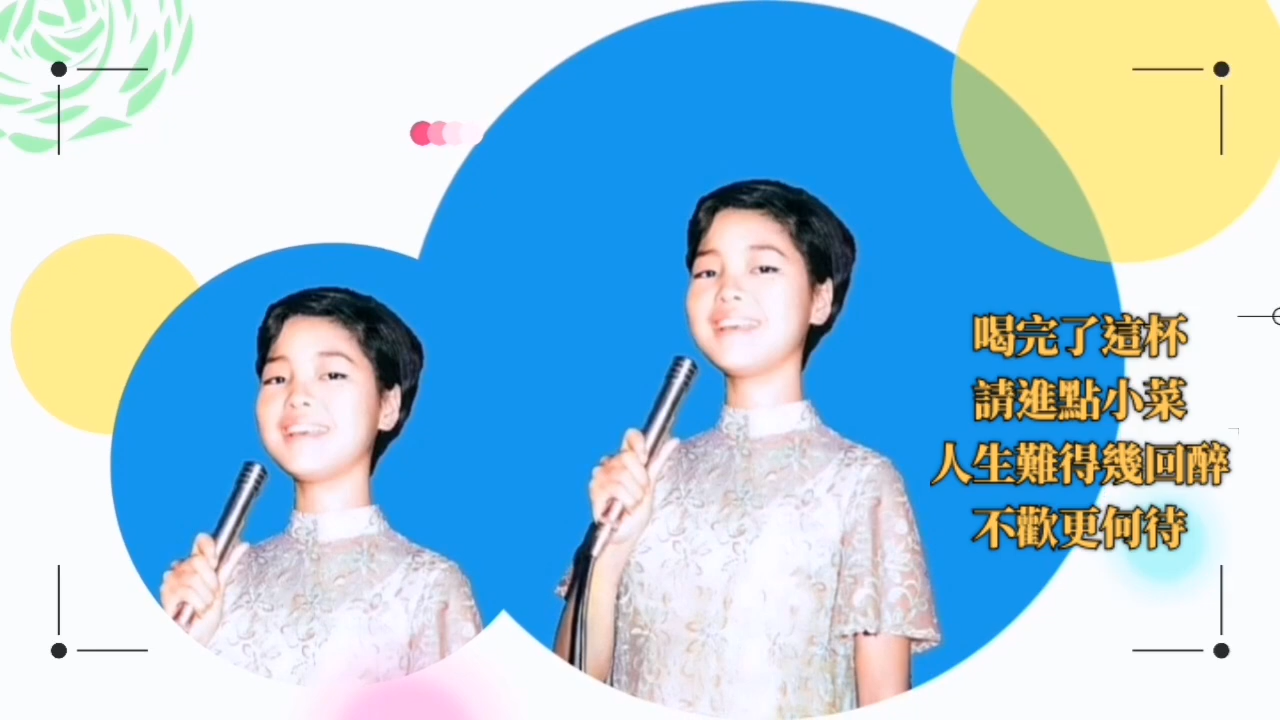 喝完了這杯
請進點小菜
人生難得幾回醉
不歡更何待